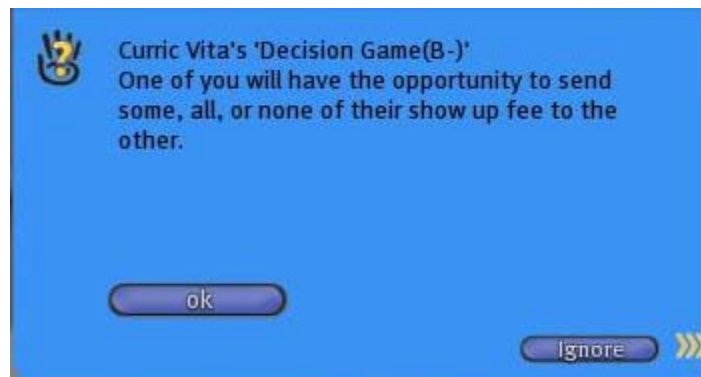 Curric Vita's 'Decision Game(B-)'
One of you will have the opportunity to send
some, all, or none of their show up fee to the
other.
ok
Ignore